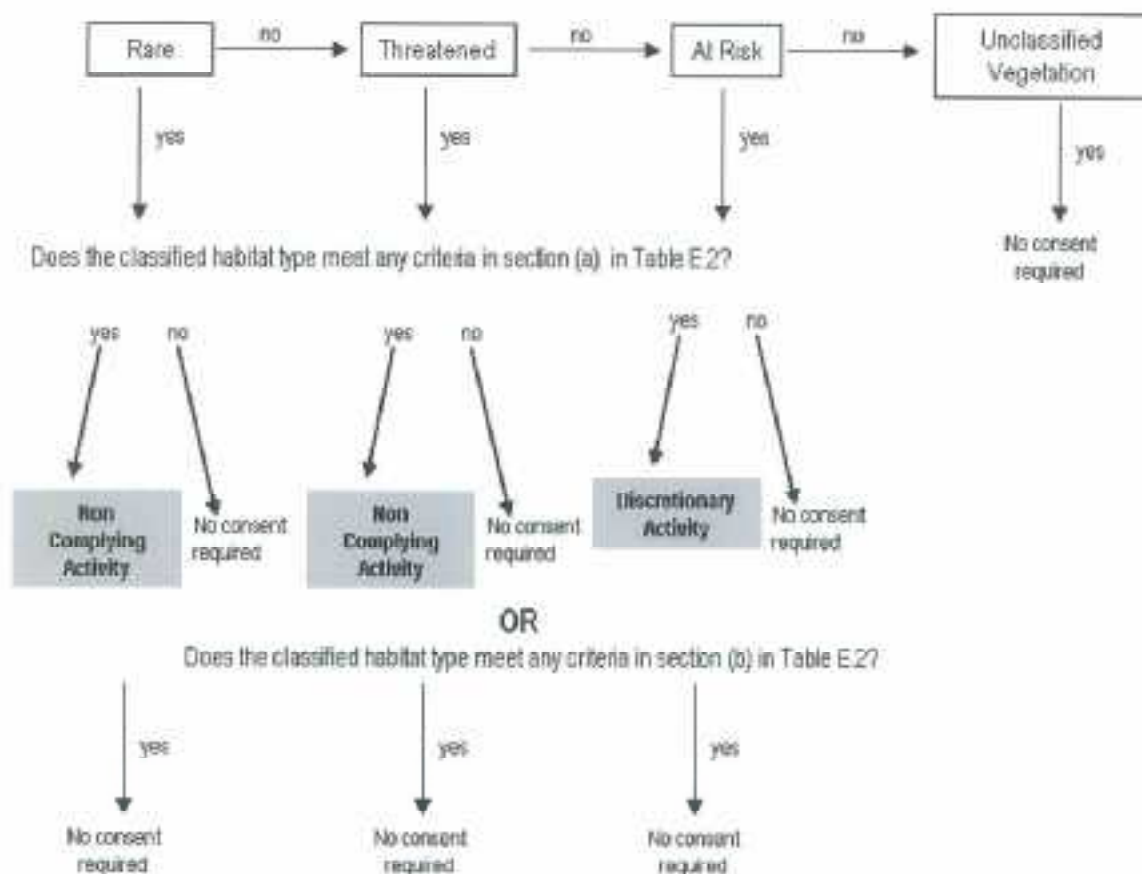 Rare
no
Threatened
no
At Risk
no
Unclassified
Vegetation
yes
yes
yes
yes
No consent
required
Does the classified habitat type meet any criteria in section (a) in Table E.2?
yes
no
yes
no
yes
no
Non
Complying
Activity
No consent
required
Non
Complying
Activity
No consent
required
Discretionary
Activity
No consent
required
OR
Does the classified habitat type meet any criteria in section (b) in Table E.2?
yes
yes
yes
No consent
required
No consent
required
No consent
required